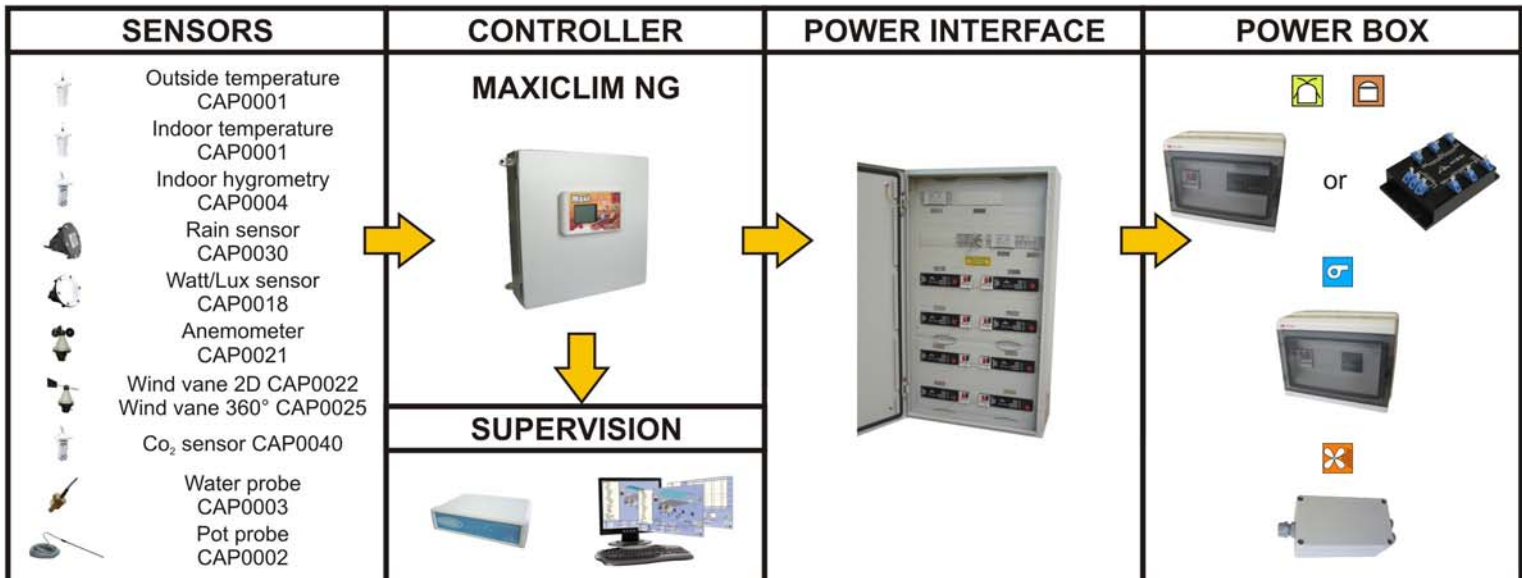 SENSORS
Outside temperature
CAP0001
Indoor temperature
CAP0001
Indoor hygrometry
CAP0004
Rain sensor
CAP0030
Watt/Lux sensor
CAP0018
Anemometer
CAP0021
Wind vane 2D CAP0022
Wind vane 360° CAP0025
Co₂ sensor CAP0040
Water probe
CAP0003
Pot probe
CAP0002
CONTROLLER
MAXICLIM NG
Maxi
SUPERVISION
POWER INTERFACE
POWER BOX
or